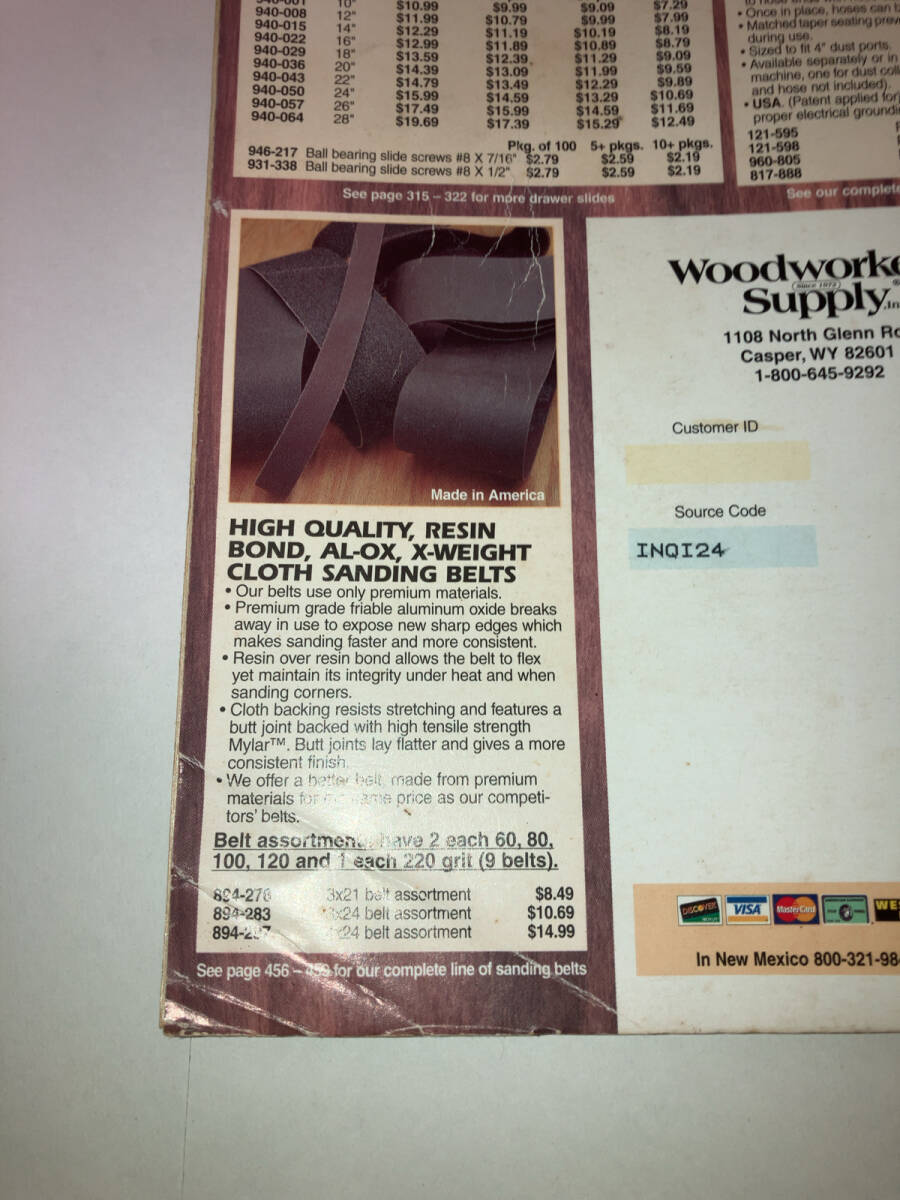 10"
$10.99 $9.99 $9.09 $7.29
940-008 12" $11.99 $10.79 $9.99 $7.99
940-015 14" $12.29 $11.19 $10.19 $8.19
940-022 16" $12.99 $11.89 $10.89 $8.79
940-029 18" $13.59 $12.39 $11.29 $9.09
940-036 20" $14.39 $13.09 $11.99 $9.59
940-043 22" $14.79 $13.49 $12.29 $9.89
940-050 24" $15.99 $14.59 $13.29 $10.69
940-057 26" $17.49 $15.99 $14.59 $11.69
940-064 28" $19.69 $17.39 $15.29 $12.49
Pkg. of 100 5+ pkgs. 10+ pkgs.
946-217 Ball bearing slide screws #8 X 7/16" $2.79 $2.59 $2.19
931-338 Ball bearing slide screws #8 X 1/2" $2.79 $2.59 $2.19
See page 315 – 322 for more drawer slides
• Once in place, hoses can
• Matched taper seating
during use.
• Sized to fit 4" dust ports.
• Available separately or in
machine, one for dust
and hose not included).
• USA. (Patent applied for
proper electrical
121-595
121-598
960-805
817-888
See our
Made in America
HIGH QUALITY, RESIN
BOND, AL-OX, X-WEIGHT
CLOTH SANDING BELTS
• Our belts use only premium materials.
• Premium grade friable aluminum oxide breaks
away in use to expose new sharp edges which
makes sanding faster and more consistent.
• Resin over resin bond allows the belt to flex
yet maintain its integrity under heat and when
sanding corners.
• Cloth backing resists stretching and features a
butt joint backed with high tensile strength
Mylar™. Butt joints lay flatter and gives a more
consistent finish.
• We offer a better belt, made from premium
materials for the same price as our competi-
tors' belts.
Belt assortments have 2 each 60, 80,
100, 120 and 1 each 220 grit (9 belts).
3x21 belt assortment $8.49
894-283 3x24 belt assortment $10.69
belt assortment $14.99
See page 456 – 459 for our complete line of sanding belts
Since 1972
Supply
1108 North Glenn
Casper, WY 82601
1-800-645-9292
Customer ID
Source Code
INQI24
DISCOVER VISA MasterCard
In New Mexico 800-321-98